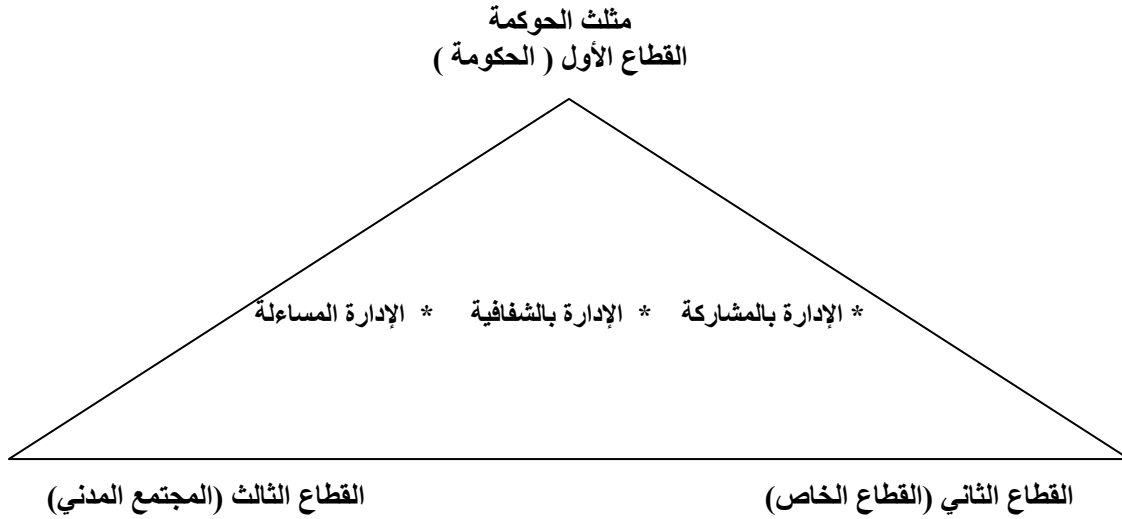 مثلث الحوكمة
القطاع الأول ( الحكومة )
* الإدارة بالمشاركة * الإدارة بالشفافية * الإدارة المساءلة
القطاع الثاني (القطاع الخاص) القطاع الثالث (المجتمع المدني)